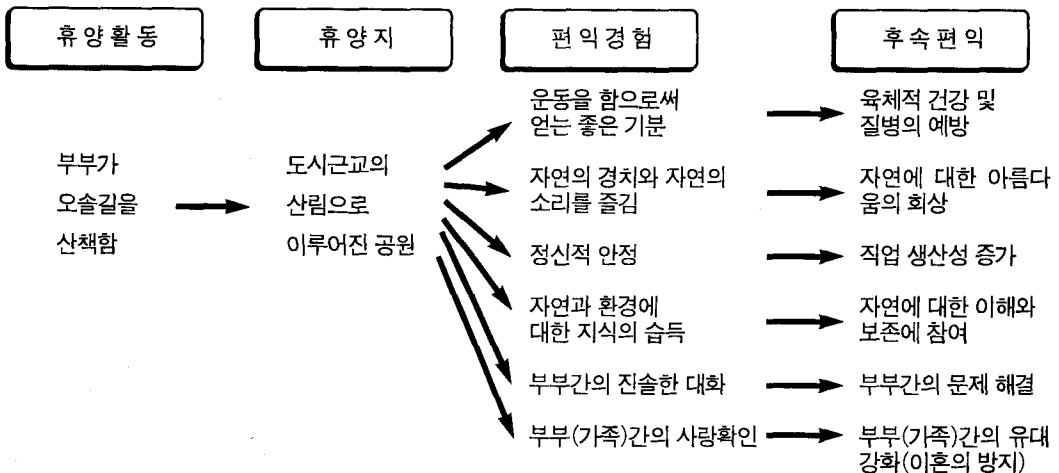 휴양활동
휴양지
편익경험
후속편익
부부가
오솔길을
산책함
도시근교의
산림으로
이루어진 공원
운동을 함으로써
얻는 좋은 기분
자연의 경치와 자연의
소리를 즐김
정신적 안정
자연과 환경에
대한 지식의 습득
부부간의 진솔한 대화
부부(가족)간의 사랑확인
육체적 건강 및
질병의 예방
자연에 대한 아름다
움의 회상
직업 생산성 증가
자연에 대한 이해와
보존에 참여
부부간의 문제 해결
부부(가족)간의 유대
강화(이혼의 방지)